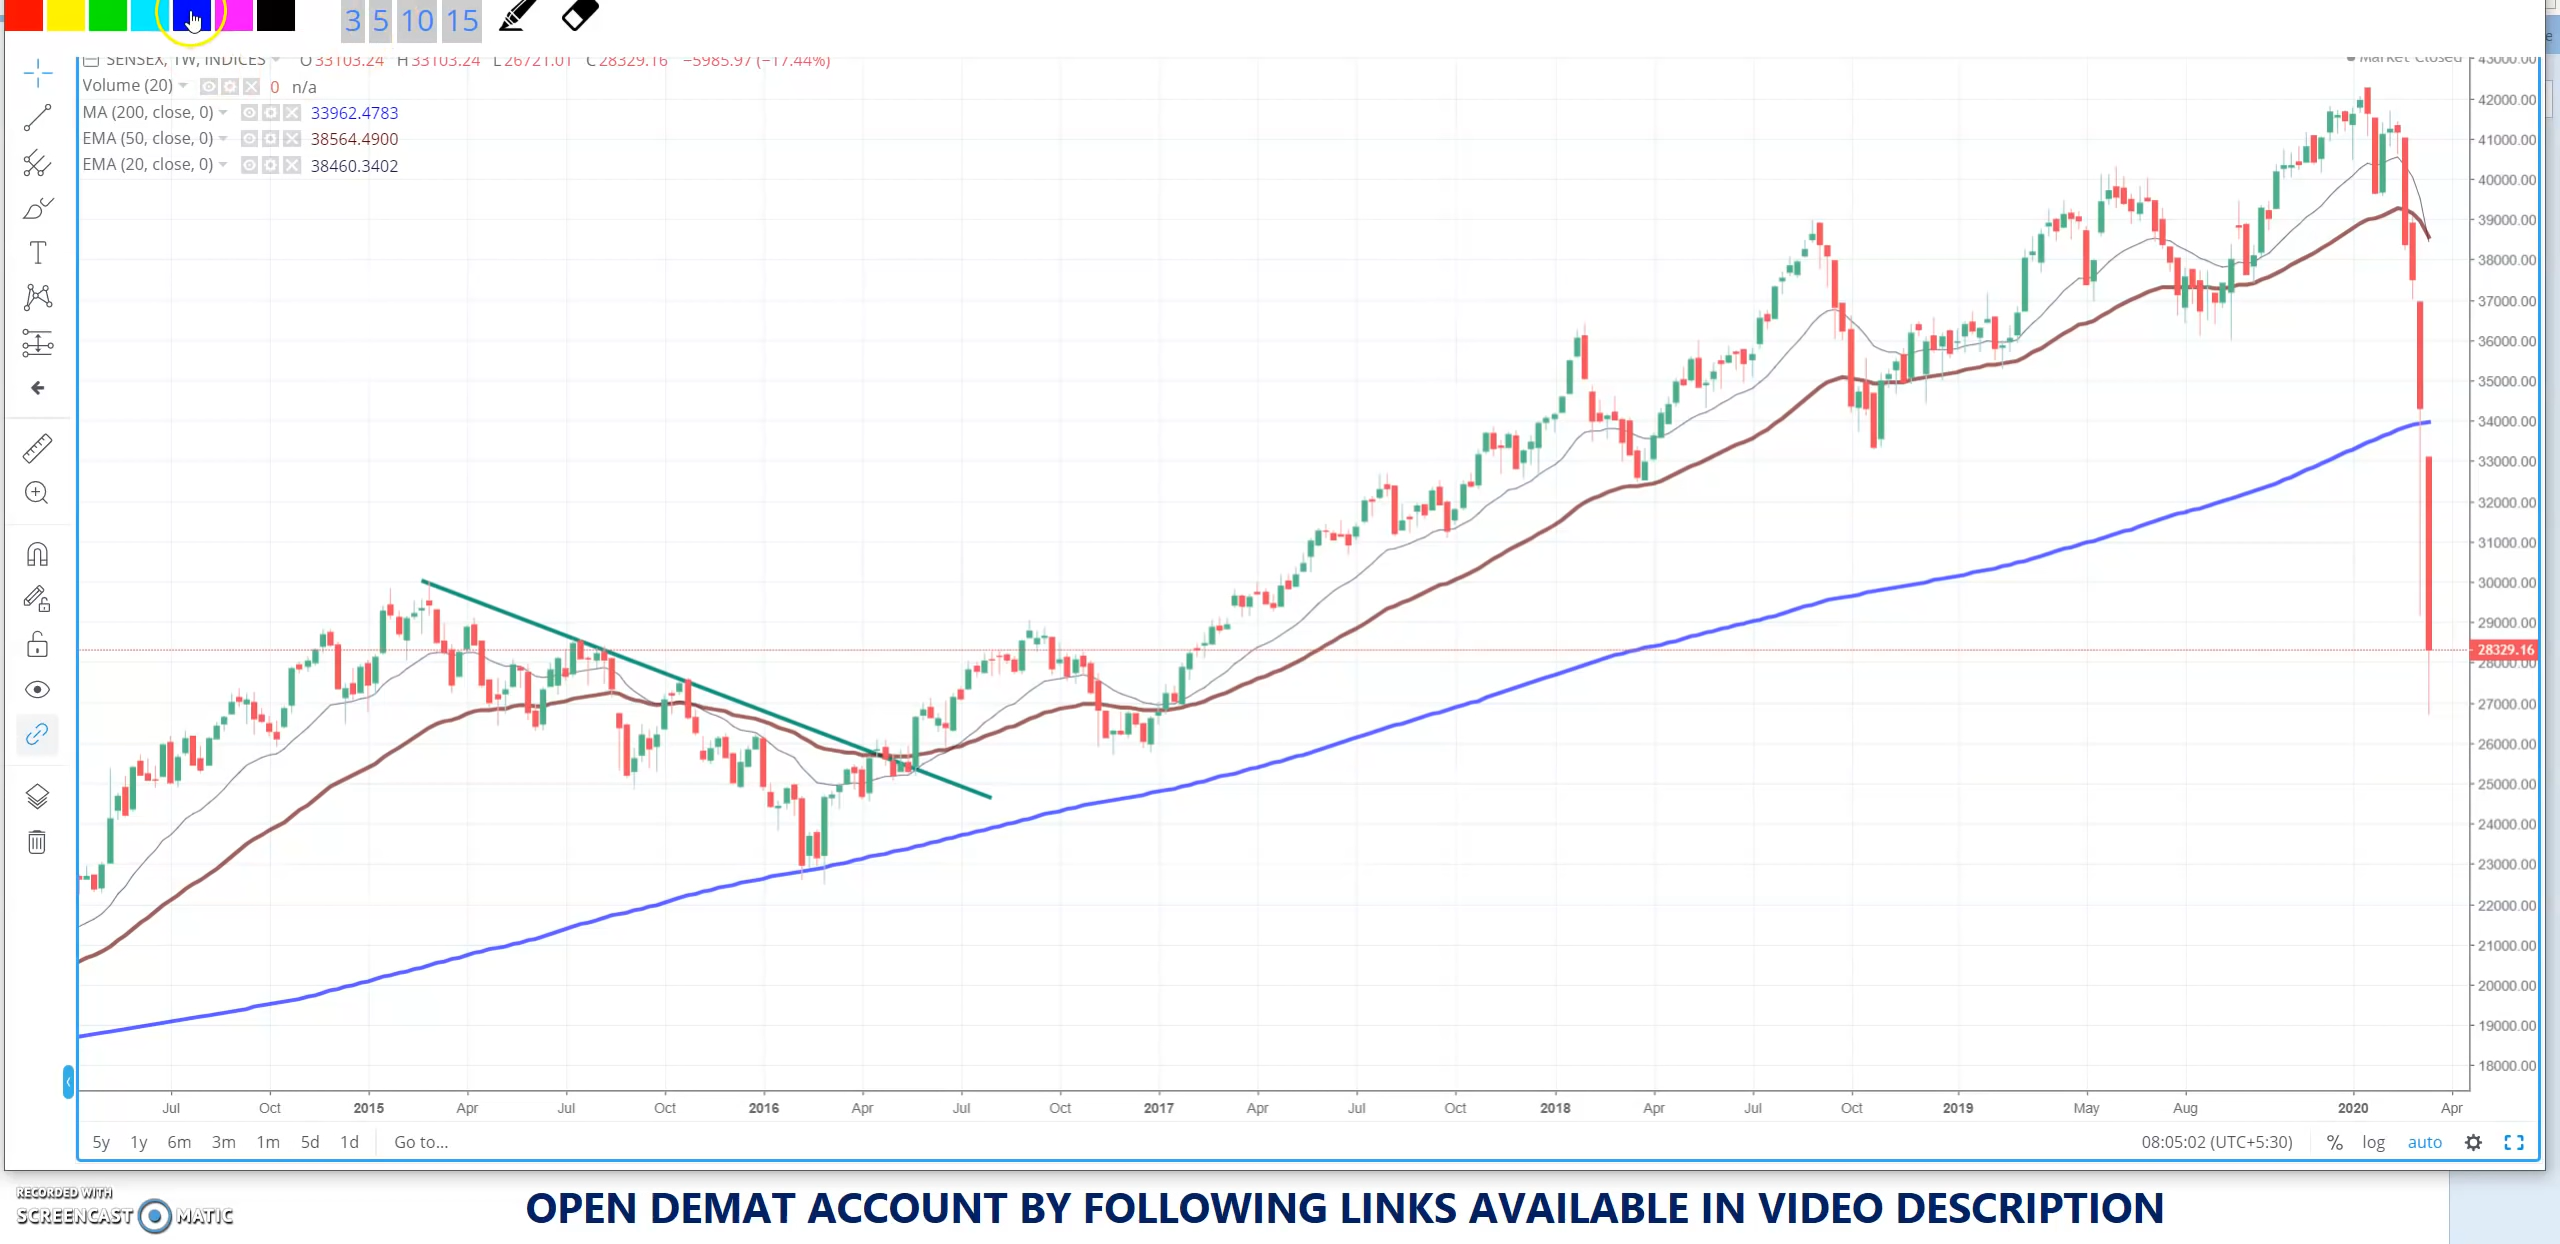 3 5 10 15
SENSEX, 1W, INDICES O33103.24 H33103.24 L26721.01 C28329.16 −5985.97 (−17.44%)
Market Closed
Volume (20) 0 n/a
MA (200, close, 0) 33962.4783
EMA (50, close, 0) 38564.4900
EMA (20, close, 0) 38460.3402
43000.00
42000.00
41000.00
40000.00
39000.00
38000.00
37000.00
36000.00
35000.00
34000.00
33000.00
32000.00
31000.00
30000.00
29000.00
28329.16
28000.00
27000.00
26000.00
25000.00
24000.00
23000.00
22000.00
21000.00
20000.00
19000.00
18000.00
Jul Oct 2015 Apr Jul Oct 2016 Apr Jul Oct 2017 Apr Jul Oct 2018 Apr Jul Oct 2019 May Aug 2020 Apr
5y 1y 6m 3m 1m 5d 1d Go to... 08:05:02 (UTC+5:30) % log auto
RECORDED WITH
SCREENCAST MATIC
OPEN DEMAT ACCOUNT BY FOLLOWING LINKS AVAILABLE IN VIDEO DESCRIPTION